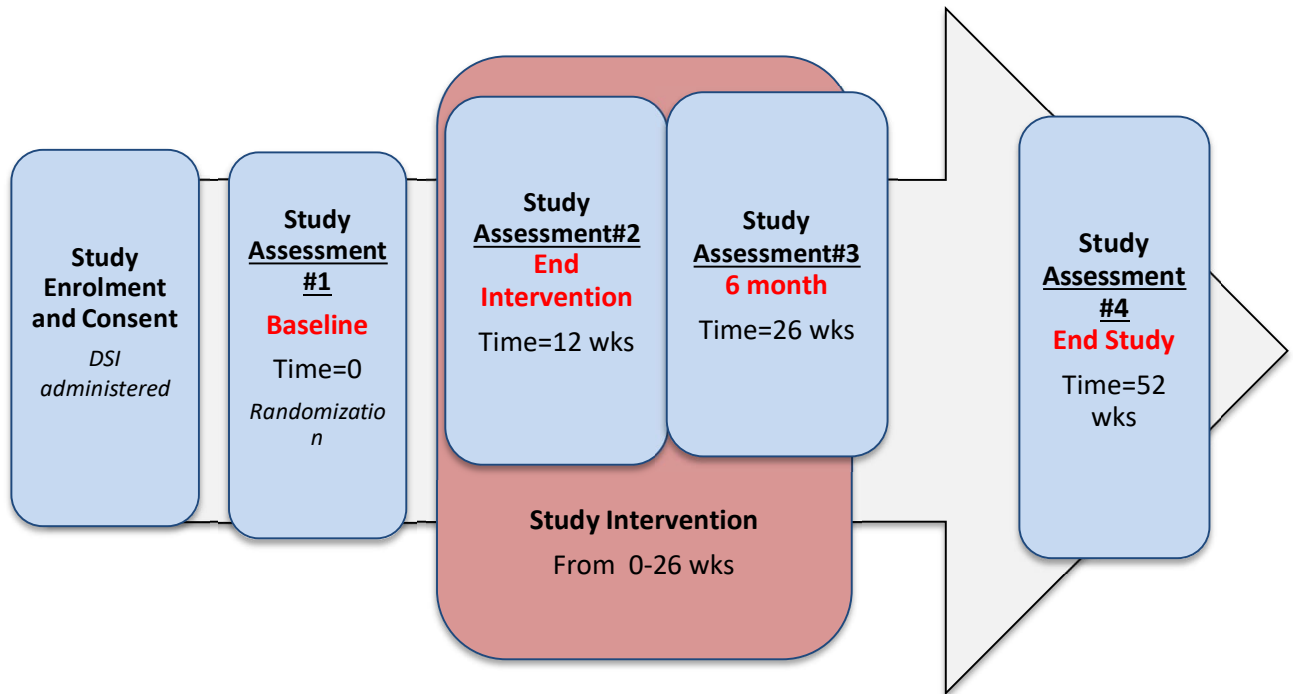 Study
Enrolment
and Consent
DSI
administered
Study
Assessment
#1
Baseline
Time=0
Randomizatio
n
Study
Assessment#2
End
Intervention
Time=12 wks
Study
Assessment#3
6 month
Time=26 wks
Study Intervention
From 0-26 wks
Study
Assessment
#4
End Study
Time=52
wks